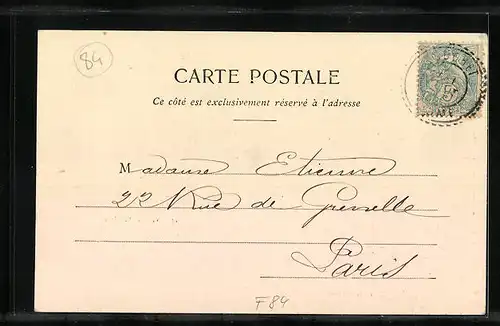 84
CARTE POSTALE
Ce côté est exclusivement réservé à l'adresse
Madame Etienne
22 Rue de Grenelle
Paris
F84